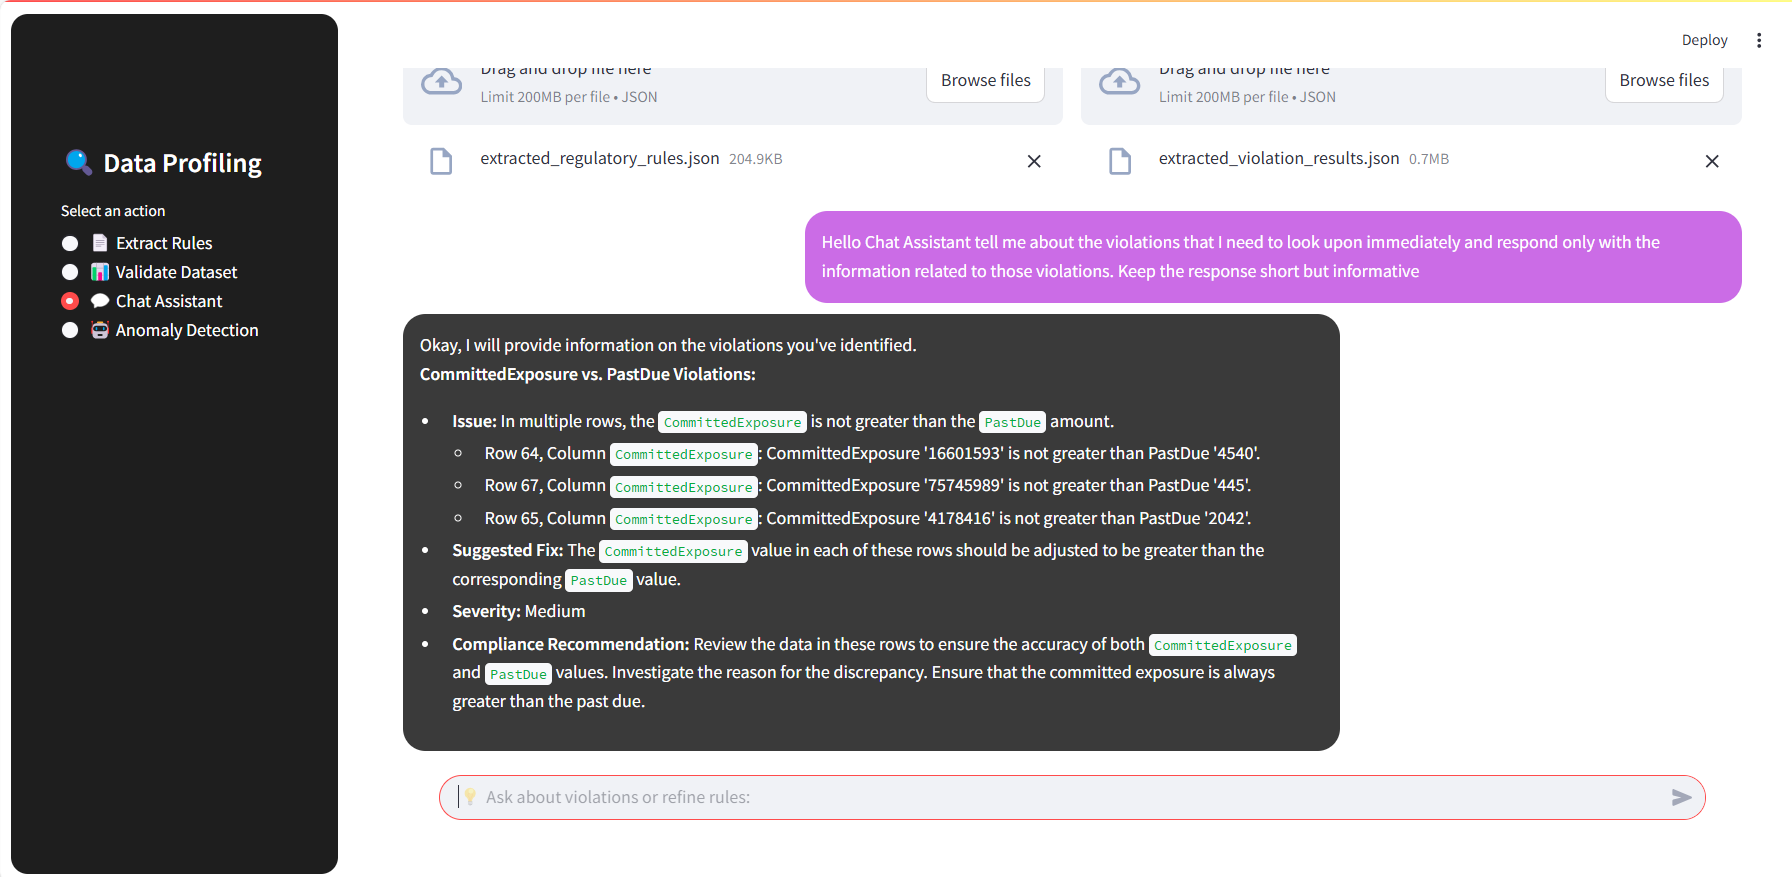 Deploy
Data Profiling
Select an action
Extract Rules
Validate Dataset
Chat Assistant
Anomaly Detection
Drag and drop file here
Limit 200MB per file • JSON
Browse files
Drag and drop file here
Limit 200MB per file • JSON
Browse files
extracted_regulatory_rules.json 204.9KB
extracted_violation_results.json 0.7MB
Hello Chat Assistant tell me about the violations that I need to look upon immediately and respond only with the
information related to those violations. Keep the response short but informative
Okay, I will provide information on the violations you've identified.
CommittedExposure vs. PastDue Violations:
• Issue: In multiple rows, the CommittedExposure is not greater than the PastDue amount.
◦ Row 64, Column CommittedExposure: CommittedExposure '16601593' is not greater than PastDue '4540'.
◦ Row 67, Column CommittedExposure: CommittedExposure '75745989' is not greater than PastDue '445'.
◦ Row 65, Column CommittedExposure: CommittedExposure '4178416' is not greater than PastDue '2042'.
• Suggested Fix: The CommittedExposure value in each of these rows should be adjusted to be greater than the
corresponding PastDue value.
• Severity: Medium
• Compliance Recommendation: Review the data in these rows to ensure the accuracy of both CommittedExposure
and PastDue values. Investigate the reason for the discrepancy. Ensure that the committed exposure is always
greater than the past due.
Ask about violations or refine rules: